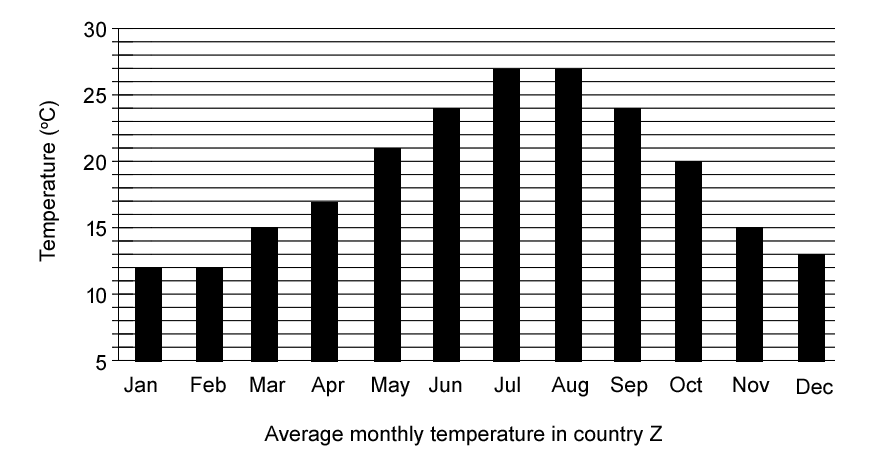 30
25
20
15
10
5
Temperature (°C)
Jan Feb Mar Apr May Jun Jul Aug Sep Oct Nov Dec
Average monthly temperature in country Z